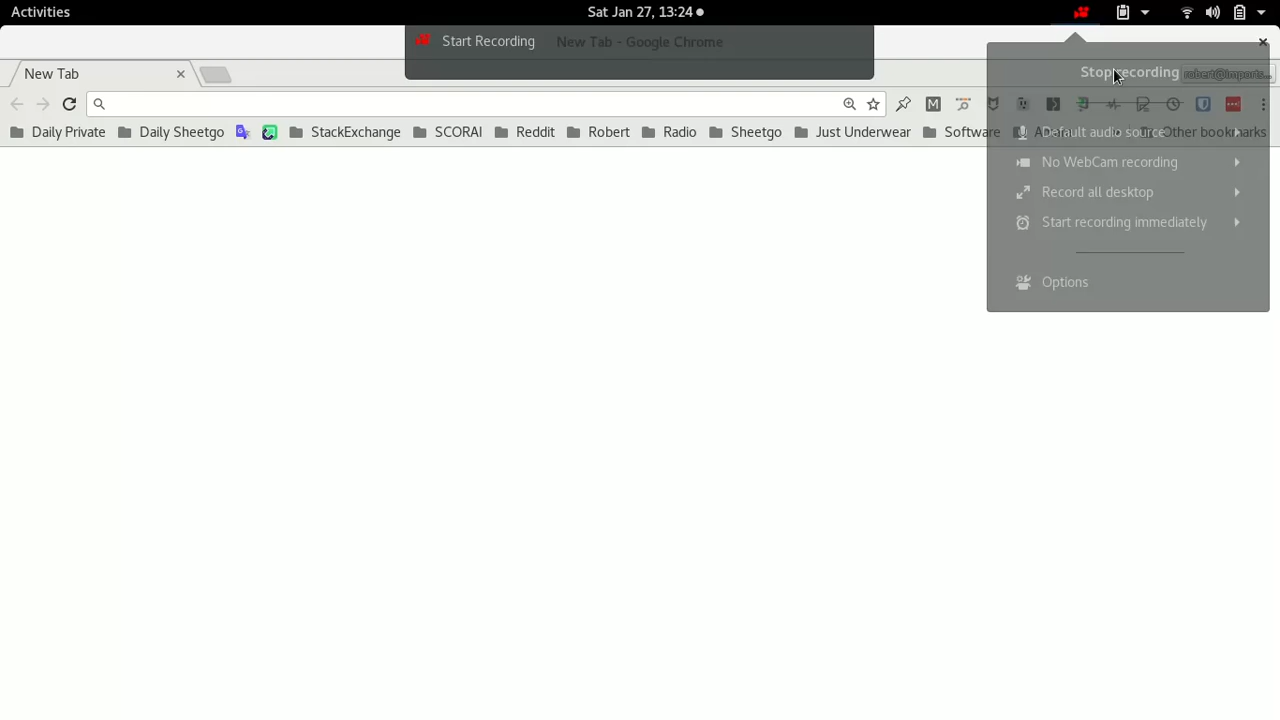 Activities
Sat Jan 27, 13:24
Start Recording
New Tab - Google Chrome
New Tab
Stop recording
robert@imports...
Daily Private
Daily Sheetgo
StackExchange
SCORAI
Reddit
Robert
Radio
Sheetgo
Just Underwear
Software
Other bookmarks
Default audio source
No WebCam recording
Record all desktop
Start recording immediately
Options